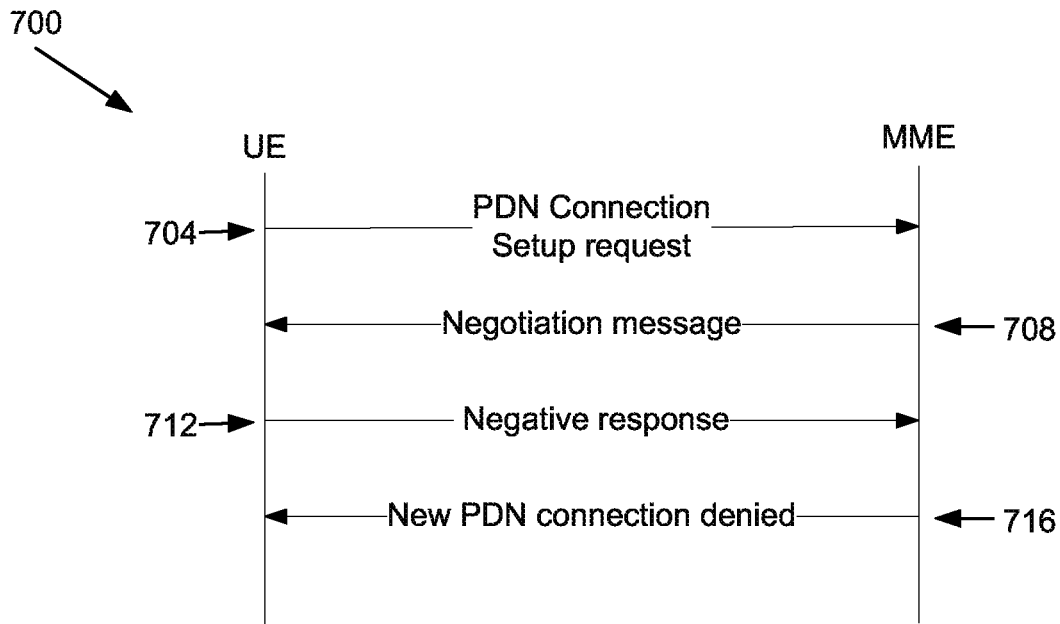 700
UE
MME
704
PDN Connection
Setup request
Negotiation message
708
712
Negative response
New PDN connection denied
716